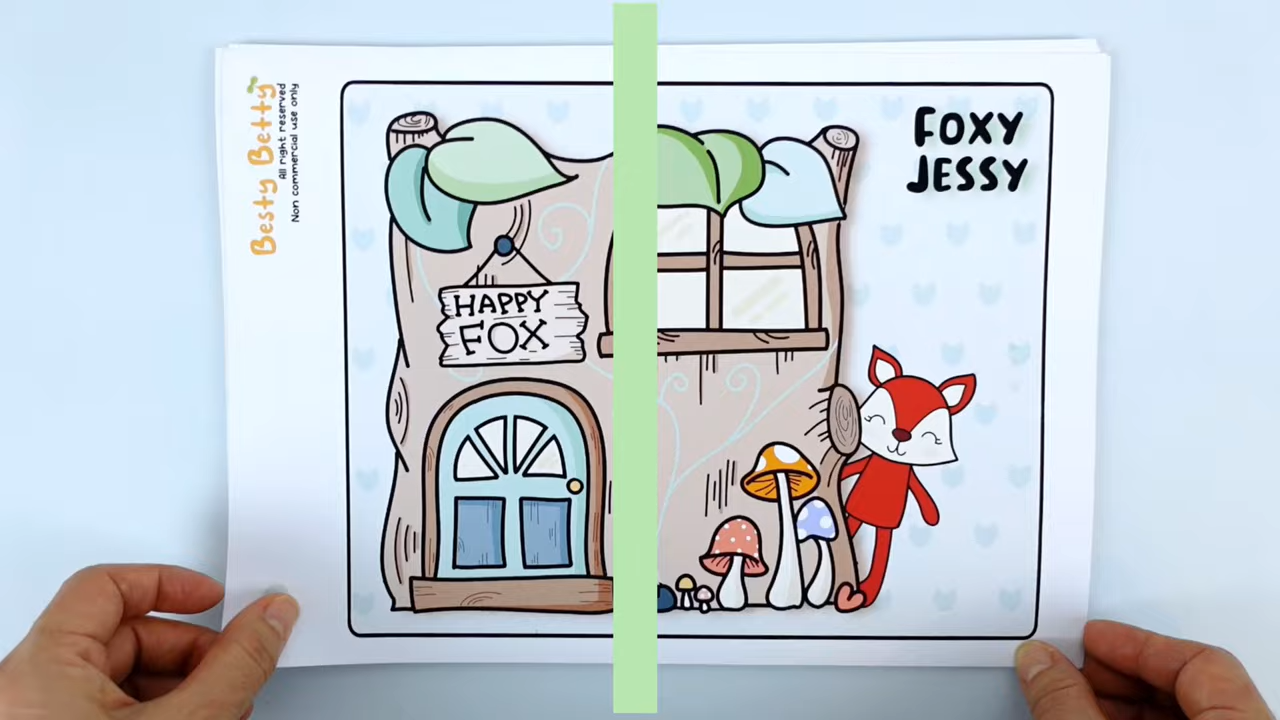 Besty Betty
All right reserved
Non commercial use only
FOXY
JESSY
HAPPY
FOX